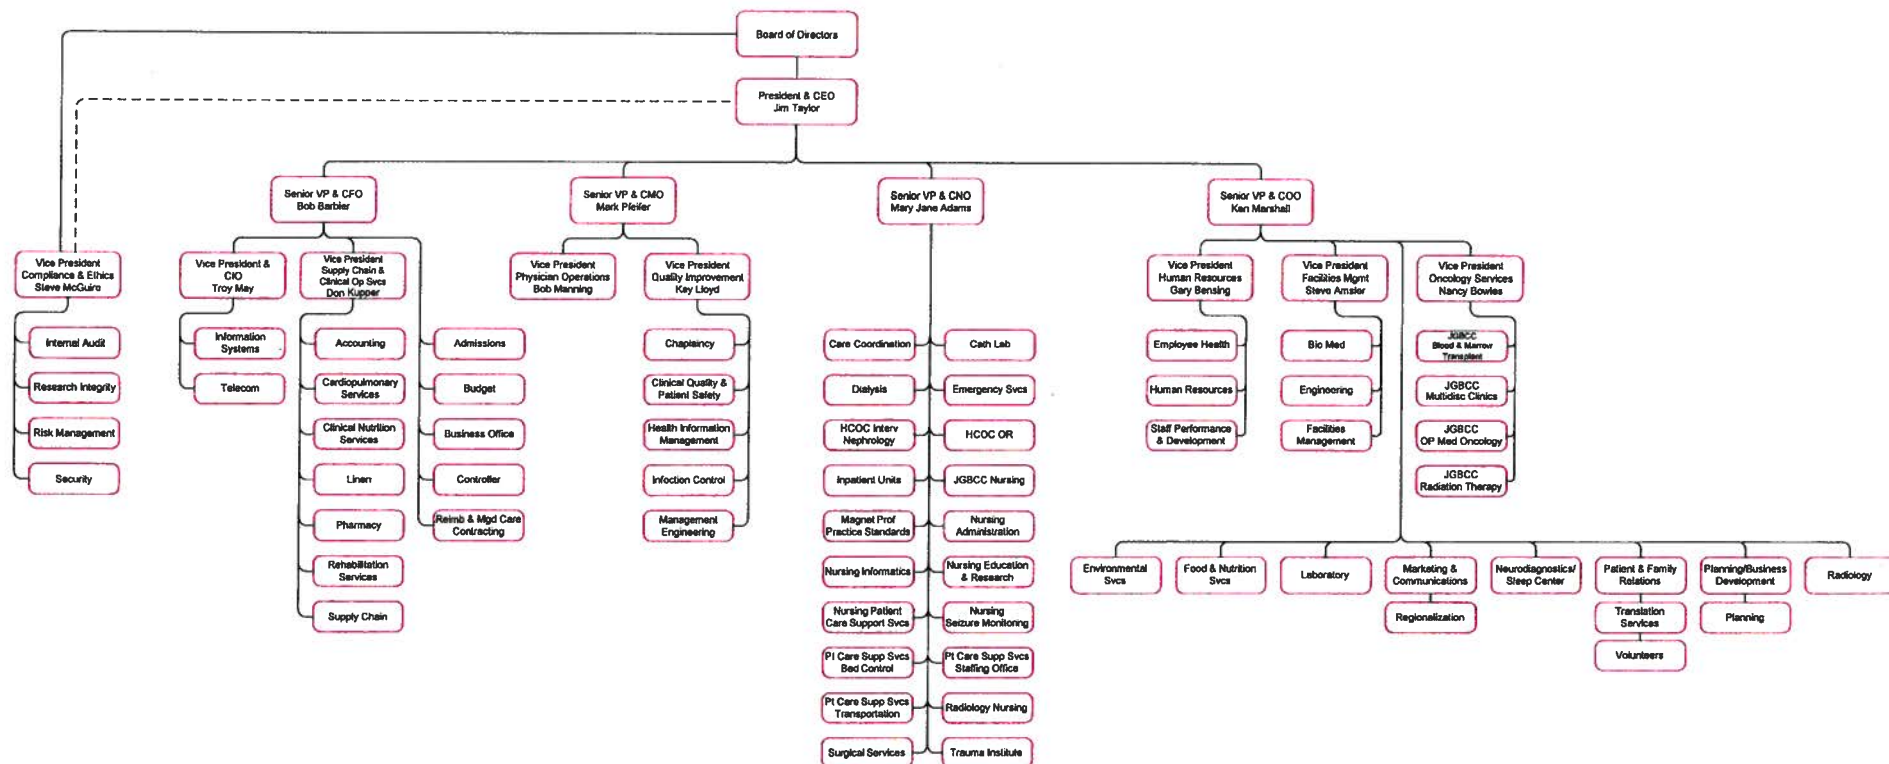 Board of Directors
President & CEO
Jim Taylor
Senior VP & CFO
Bob Barbier
Senior VP & CMO
Mark Pfeifer
Senior VP & CNO
Mary Jane Adams
Senior VP & COO
Ken Marshall
Vice President
Compliance & Ethics
Steve McGuire
Vice President &
CIO
Troy May
Vice President
Supply Chain &
Clinical Op Svcs
Don Kupper
Vice President
Physician Operations
Bob Manning
Vice President
Quality Improvement
Key Lloyd
Vice President
Human Resources
Gary Bensing
Vice President
Facilities Mgmt
Steve Amsler
Vice President
Oncology Services
Nancy Bowles
Internal Audit
Research Integrity
Risk Management
Security
Information
Systems
Telecom
Accounting
Cardiopulmonary
Services
Clinical Nutrition
Services
Linen
Pharmacy
Rehabilitation
Services
Supply Chain
Admissions
Budget
Business Office
Controller
Reimb & Mgd Care
Contracting
Chaplaincy
Clinical Quality &
Patient Safety
Health Information
Management
Infection Control
Management
Engineering
Care Coordination
Cath Lab
Dialysis
Emergency Svcs
HCOC Interv
Nephrology
HCOC OR
Inpatient Units
JGBCC Nursing
Magnet Prof
Practice Standards
Nursing
Administration
Nursing Informatics
Nursing Education
& Research
Nursing Patient
Care Support Svcs
Nursing
Seizure Monitoring
Pt Care Supp Svcs
Bed Control
Pt Care Supp Svcs
Staffing Office
Pt Care Supp Svcs
Transportation
Radiology Nursing
Surgical Services
Trauma Institute
Employee Health
Human Resources
Staff Performance
& Development
Bio Med
Engineering
Facilities
Management
JGBCC
Blood & Marrow
Transplant
JGBCC
Multidisc Clinics
JGBCC
OP Med Oncology
JGBCC
Radiation Therapy
Environmental
Svcs
Food & Nutrition
Svcs
Laboratory
Marketing &
Communications
Regionalization
Neurodiagnostics/
Sleep Center
Patient & Family
Relations
Translation
Services
Volunteers
Planning/Business
Development
Planning
Radiology